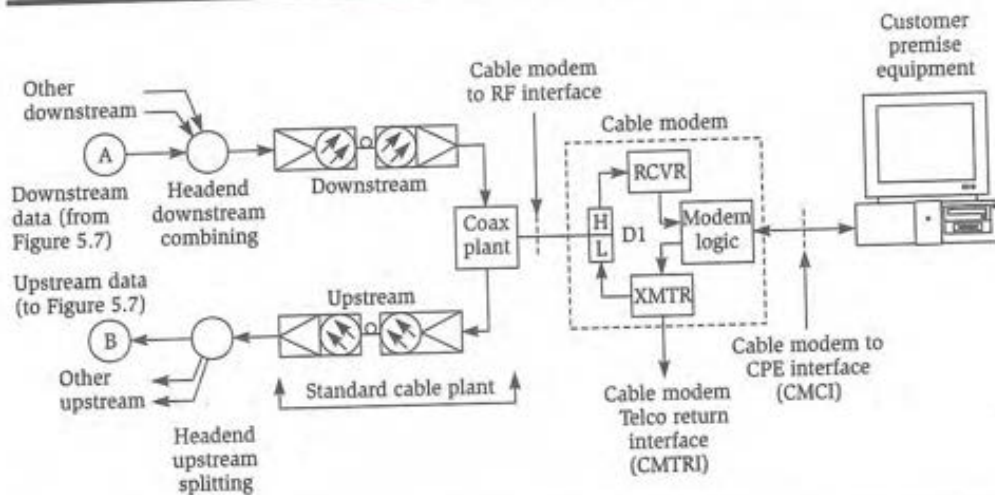 Customer
premise
equipment
Cable modem
to RF interface
Other
downstream
Cable modem
A
RCVR
Downstream
Downstream
data (from
Figure 5.7)
Headend
downstream
combining
Coax
plant
H
L
D1
Modem
logic
Upstream data
(to Figure 5.7)
Upstream
XMTR
B
Other
upstream
Standard cable plant
Cable modem to
CPE interface
(CMCI)
Cable modem
Telco return
interface
(CMTRI)
Headend
upstream
splitting